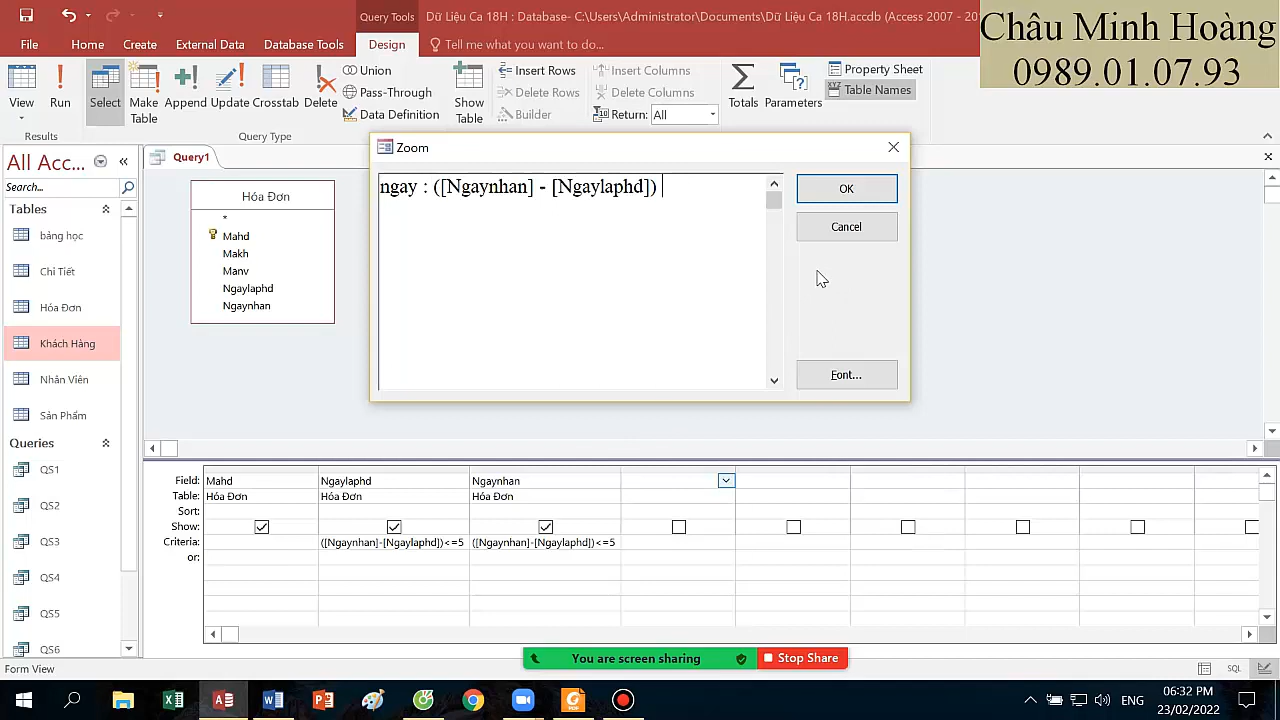 Query Tools
Dữ Liệu Ca 18H : Database- C:\Users\Administrator\Documents\Dữ Liệu Ca 18H.accdb (Access 2007 - 20
Châu Minh Hoàng
0989.01.07.93
File Home Create External Data Database Tools Design Tell me what you want to do...
View Run Select Make Table Append Update Crosstab Delete
Union
Pass-Through
Data Definition
Show Table
Insert Rows
Delete Rows
Builder
Insert Columns
Delete Columns
Return: All
Totals Parameters
Property Sheet
Table Names
Results Query Type
All Acc...
Search...
Tables
bảng học
Chi Tiết
Hóa Đơn
Khách Hàng
Nhân Viên
Sản Phẩm
Queries
QS1
QS2
QS3
QS4
QS5
QS6
Query1
Hóa Đơn
*
Mahd
Makh
Manv
Ngaylaphd
Ngaynhan
Zoom
ngay : ([Ngaynhan] - [Ngaylaphd])
OK
Cancel
Font...
Field: Mahd Ngaylaphd Ngaynhan
Table: Hóa Đơn Hóa Đơn Hóa Đơn
Sort:
Show:
Criteria: ([Ngaynhan]-[Ngaylaphd])<=5 ([Ngaynhan]-[Ngaylaphd])<=5
or:
You are screen sharing Stop Share
Form View
SQL
ENG
06:32 PM
23/02/2022